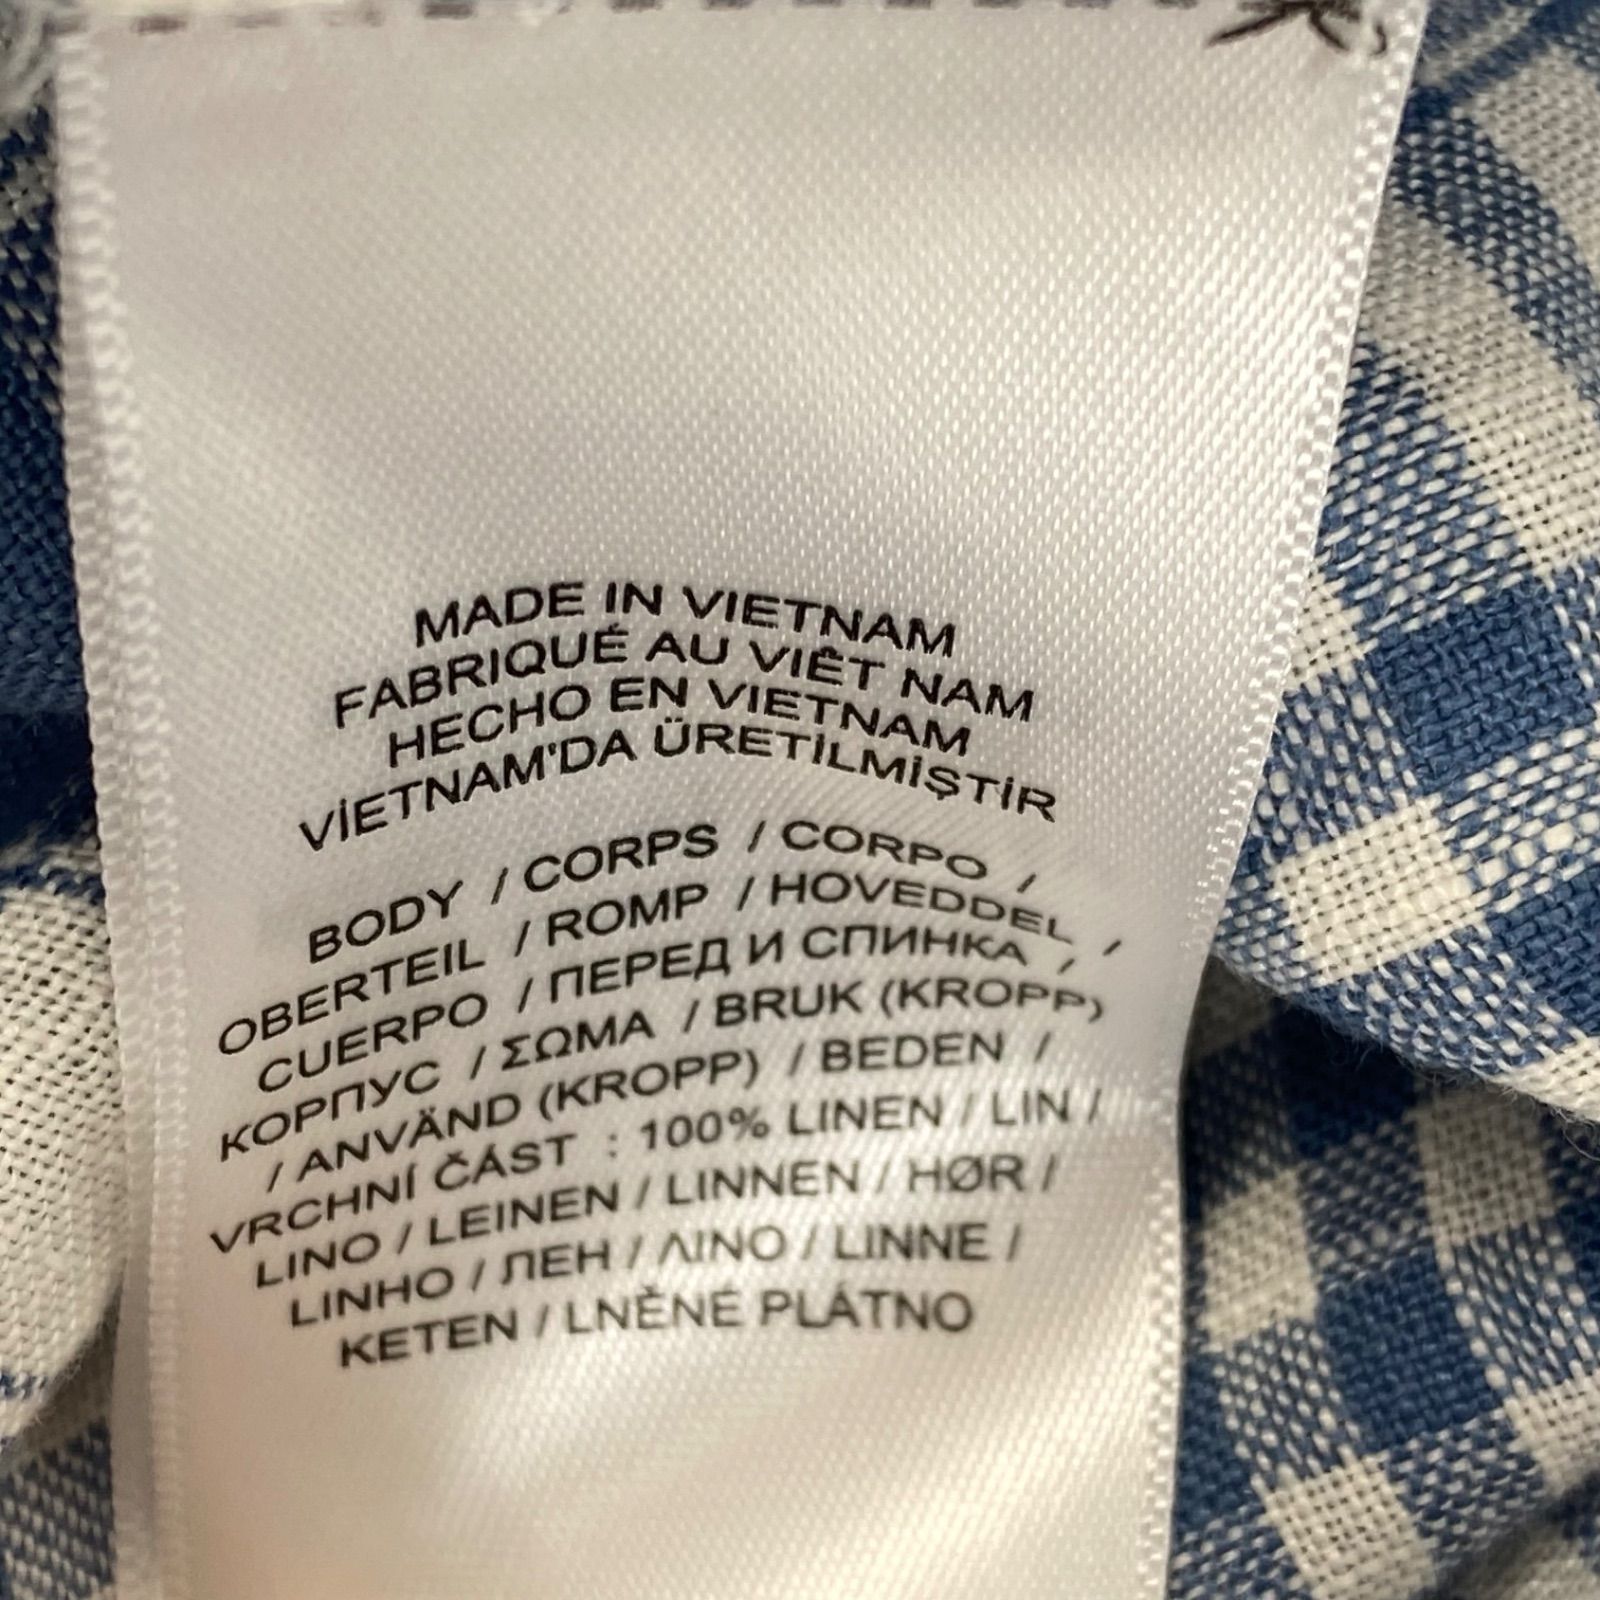 MADE IN VIETNAM
FABRIQUÉ AU VIÊT NAM
HECHO EN VIETNAM
VİETNAM'DA ÜRETİLMİŞTİR
BODY / CORPS / CORPO /
OBERTEIL / ROMP / HOVEDDEL /
CUERPO / ПЕРЕД И СПИНКА ,
КОРПУС / ΣΩΜΑ / BRUK (KROPP)
/ ANVÄND (KROPP) / BEDEN /
VRCHNÍ ČÁST : 100% LINEN / LIN /
LINO / LEINEN / LINNEN / HØR /
LINHO / ЛЕН / ΛΙΝΟ / LINNE /
KETEN / LNĚNÉ PLÁTNO